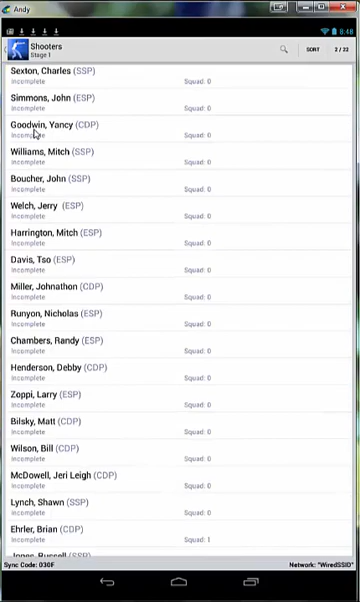 Andy
8:48
Shooters
Stage 1
SORT
2 / 22
Sexton, Charles (SSP)
Incomplete Squad: 0
Simmons, John (ESP)
Incomplete Squad: 0
Goodwin, Yancy (CDP)
Incomplete Squad: 0
Williams, Mitch (SSP)
Incomplete Squad: 0
Boucher, John (SSP)
Incomplete Squad: 0
Welch, Jerry (ESP)
Incomplete Squad: 0
Harrington, Mitch (ESP)
Incomplete Squad: 0
Davis, Tso (ESP)
Incomplete Squad: 0
Miller, Johnathon (CDP)
Incomplete Squad: 0
Runyon, Nicholas (ESP)
Incomplete Squad: 0
Chambers, Randy (ESP)
Incomplete Squad: 0
Henderson, Debby (CDP)
Incomplete Squad: 0
Zoppi, Larry (ESP)
Incomplete Squad: 0
Bilsky, Matt (CDP)
Incomplete Squad: 0
Wilson, Bill (CDP)
Incomplete Squad: 0
McDowell, Jeri Leigh (CDP)
Incomplete Squad: 0
Lynch, Shawn (SSP)
Incomplete Squad: 0
Ehrler, Brian (CDP)
Incomplete Squad: 1
Jones, Russell (SSP)
Sync Code: 030F Network: "WiredSSID"